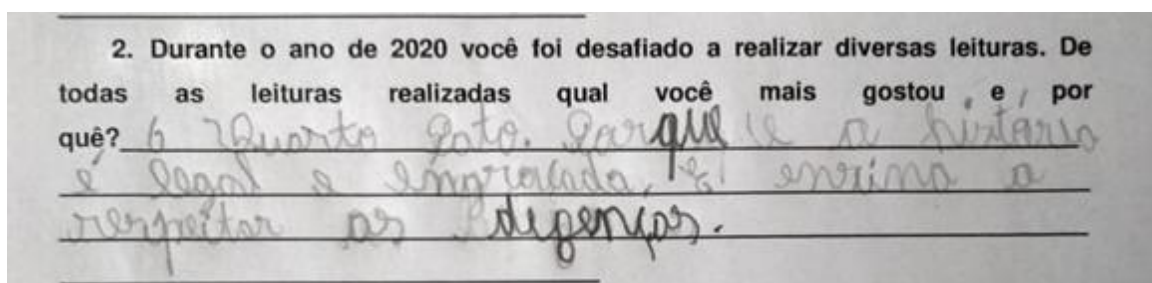 2. Durante o ano de 2020 você foi desafiado a realizar diversas leituras. De
todas as leituras realizadas qual você mais gostou , e , por
quê? O Quarto Gato. Porque a história
é legal e engraçada, e ensina a
respeitar as difenças.